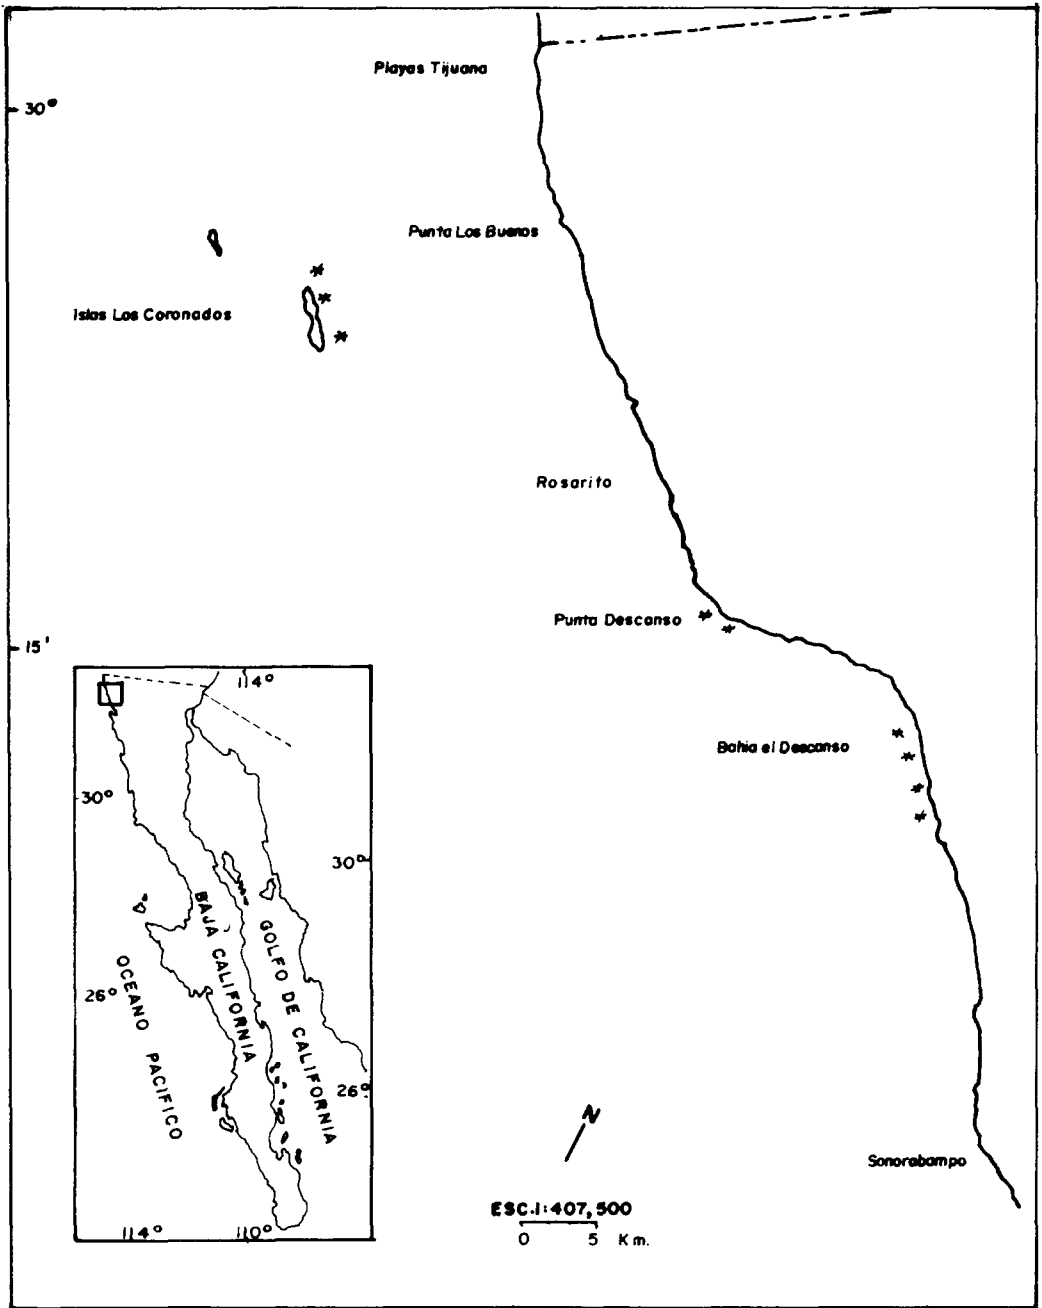 Playas Tijuana
30°
Punta Los Buenos
Islas Los Coronados
Rosarito
Punta Descanso
15'
114°
Bahia el Descanso
30°
30°
BAJA CALIFORNIA
GOLFO DE CALIFORNIA
OCEANO PACIFICO
26°
26°
N
Sonorabampo
ESC.1:407,500
0 5 Km.
114° 110°